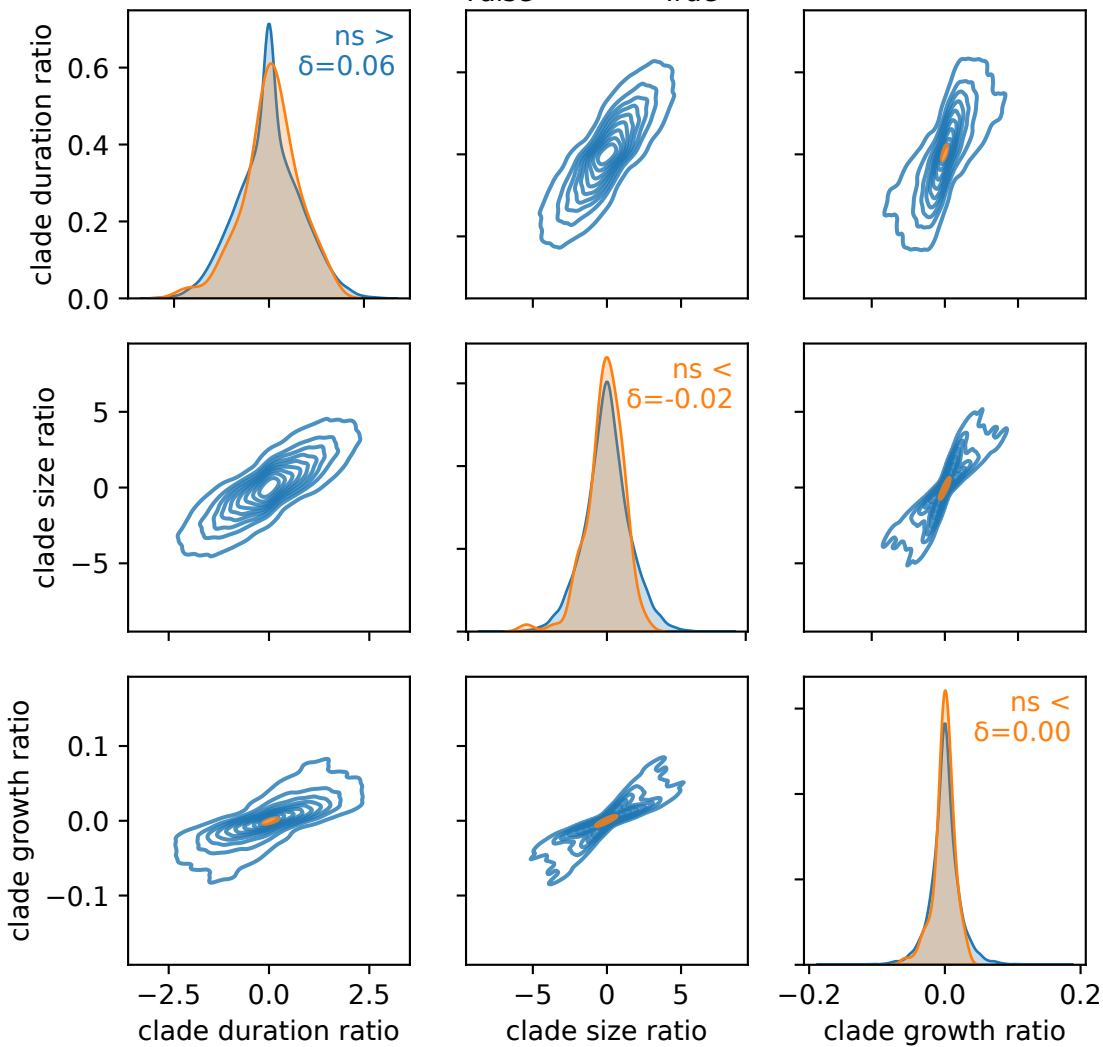 clade duration ratio
0.6
0.4
0.2
0.0
ns >
δ=0.06
clade size ratio
5
0
−5
ns <
δ=-0.02
−5
0
5
clade growth ratio
0.1
0.0
−0.1
ns <
δ=0.00
−2.5
0.0
2.5
clade duration ratio
−5
0
5
clade size ratio
−0.2
0.0
0.2
clade growth ratio